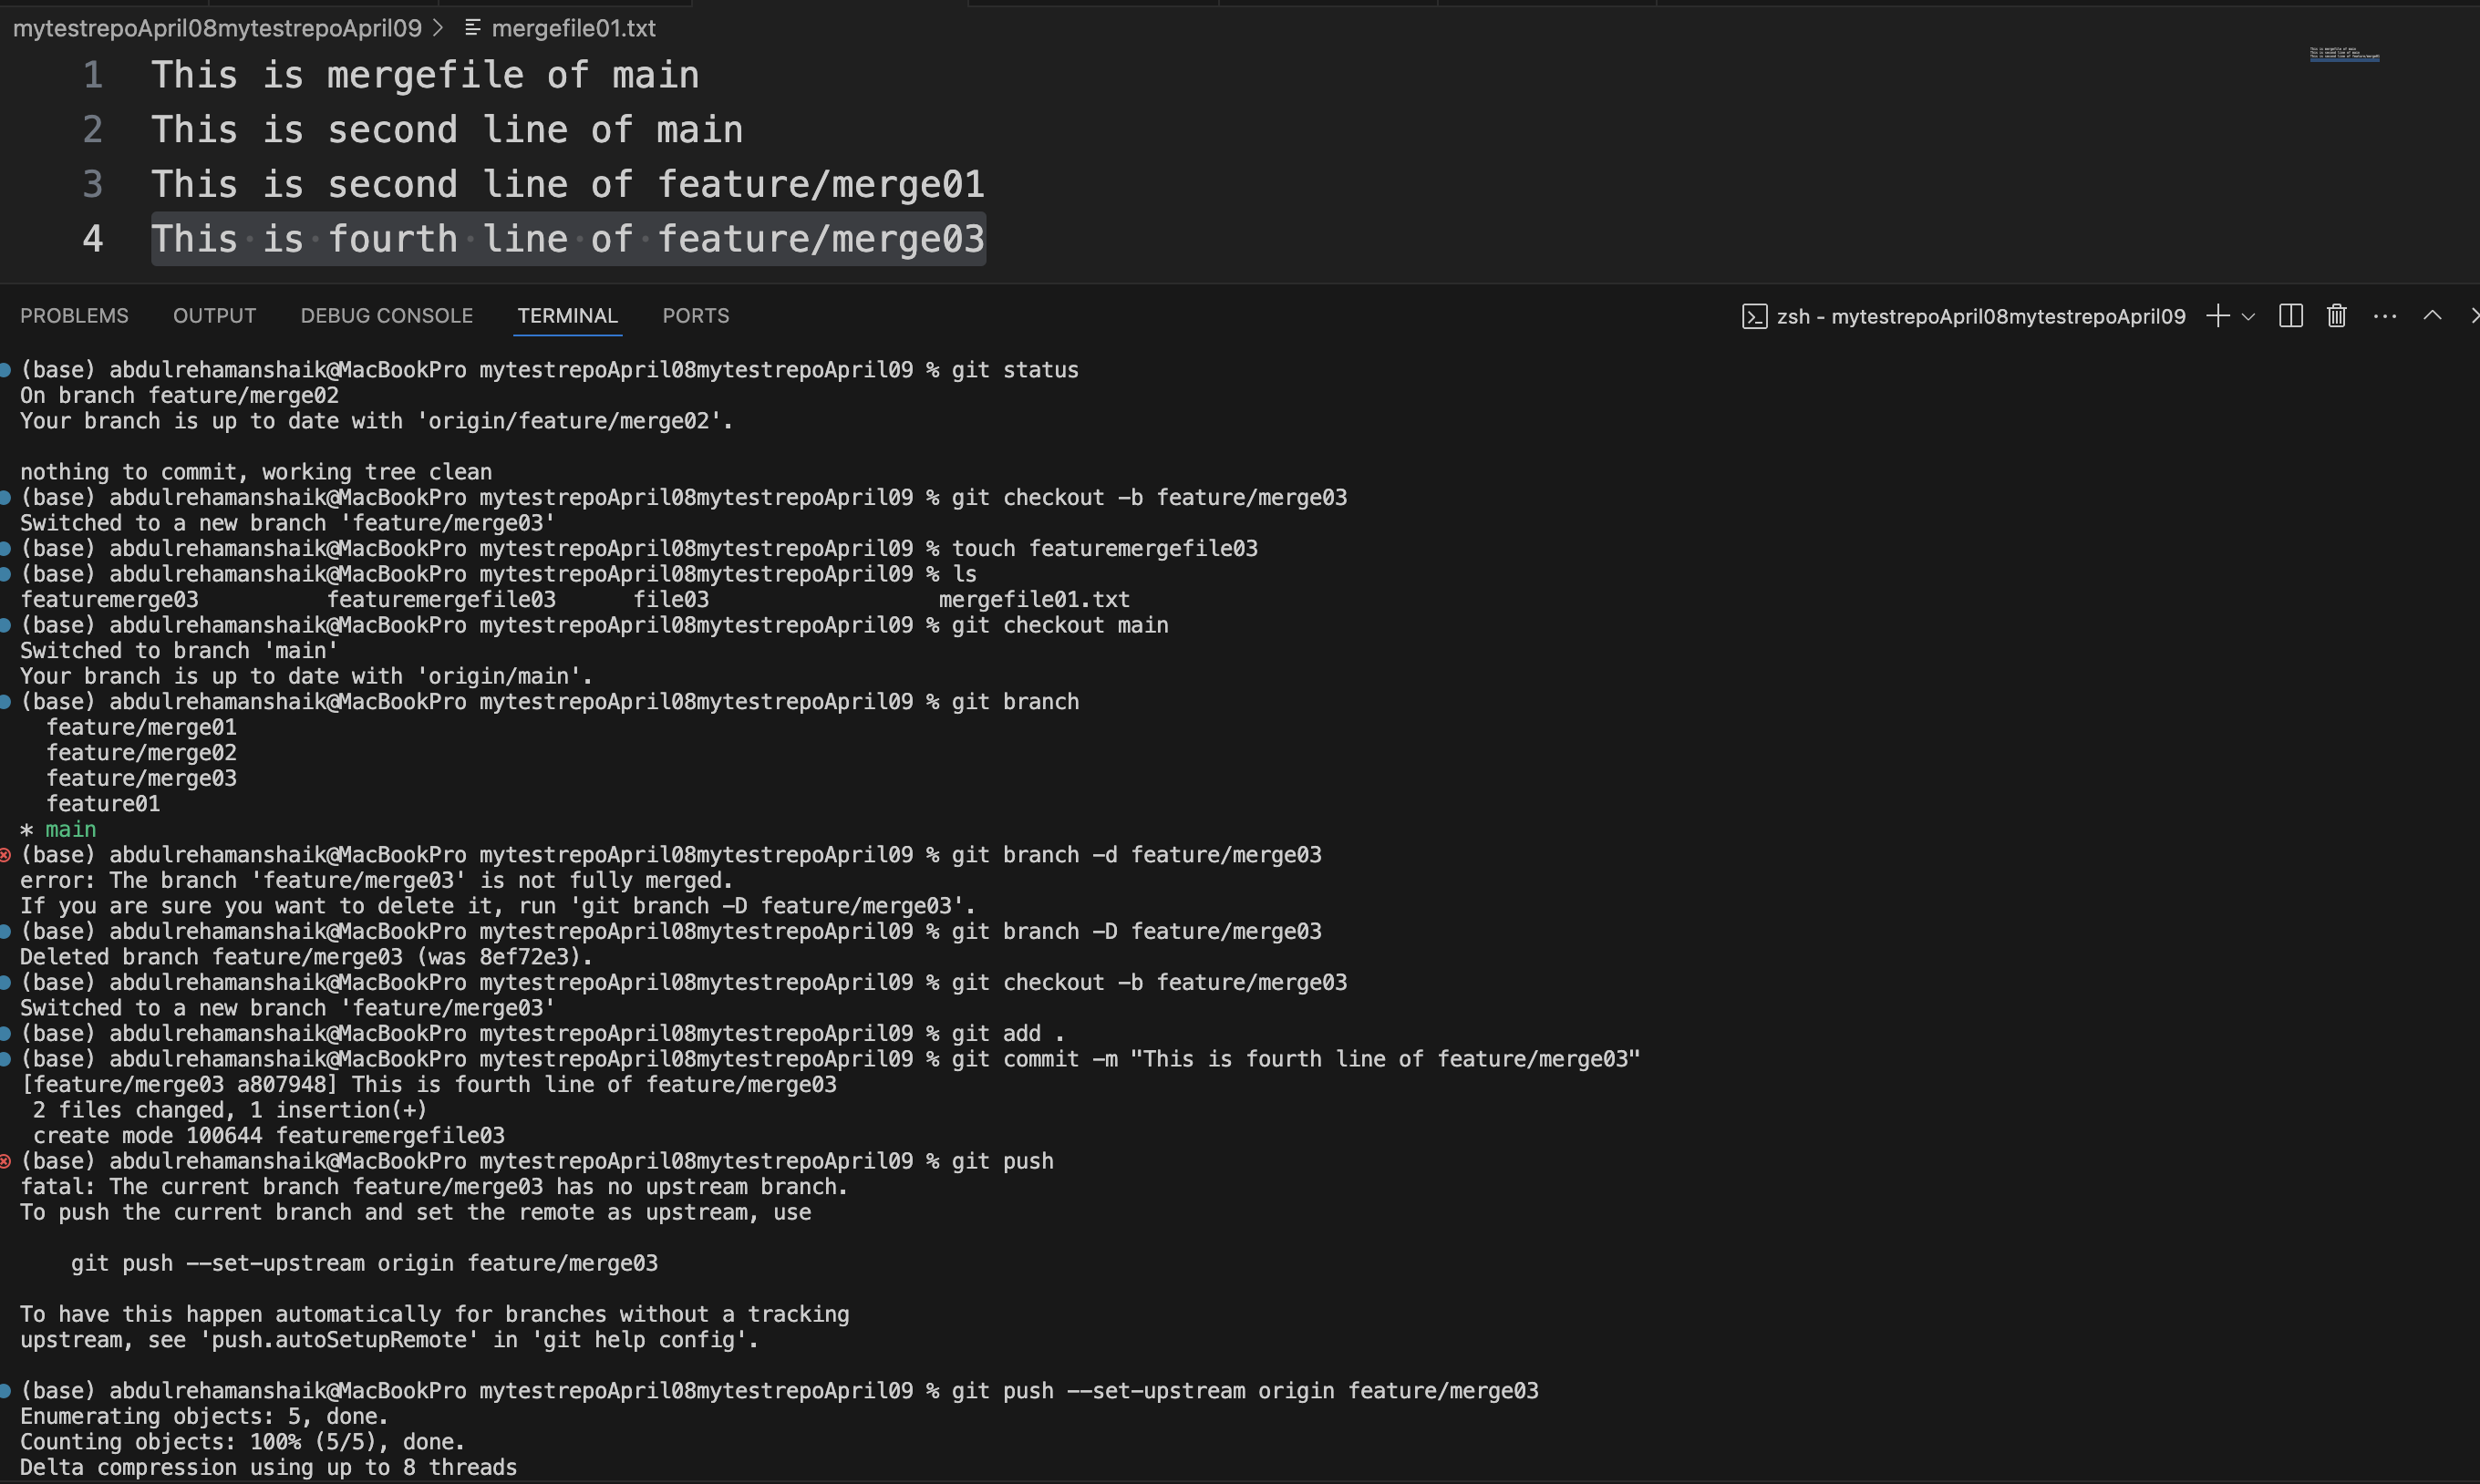 mytestrepoApril08mytestrepoApril09 > mergefile01.txt
1 This is mergefile of main
2 This is second line of main
3 This is second line of feature/merge01
4 This is fourth line of feature/merge03
PROBLEMS OUTPUT DEBUG CONSOLE TERMINAL PORTS zsh - mytestrepoApril08mytestrepoApril09
(base) abdulrehamanshaik@MacBookPro mytestrepoApril08mytestrepoApril09 % git status
On branch feature/merge02
Your branch is up to date with 'origin/feature/merge02'.
nothing to commit, working tree clean
(base) abdulrehamanshaik@MacBookPro mytestrepoApril08mytestrepoApril09 % git checkout -b feature/merge03
Switched to a new branch 'feature/merge03'
(base) abdulrehamanshaik@MacBookPro mytestrepoApril08mytestrepoApril09 % touch featuremergefile03
(base) abdulrehamanshaik@MacBookPro mytestrepoApril08mytestrepoApril09 % ls
featuremerge03 featuremergefile03 file03 mergefile01.txt
(base) abdulrehamanshaik@MacBookPro mytestrepoApril08mytestrepoApril09 % git checkout main
Switched to branch 'main'
Your branch is up to date with 'origin/main'.
(base) abdulrehamanshaik@MacBookPro mytestrepoApril08mytestrepoApril09 % git branch
feature/merge01
feature/merge02
feature/merge03
feature01
* main
(base) abdulrehamanshaik@MacBookPro mytestrepoApril08mytestrepoApril09 % git branch -d feature/merge03
error: The branch 'feature/merge03' is not fully merged.
If you are sure you want to delete it, run 'git branch -D feature/merge03'.
(base) abdulrehamanshaik@MacBookPro mytestrepoApril08mytestrepoApril09 % git branch -D feature/merge03
Deleted branch feature/merge03 (was 8ef72e3).
(base) abdulrehamanshaik@MacBookPro mytestrepoApril08mytestrepoApril09 % git checkout -b feature/merge03
Switched to a new branch 'feature/merge03'
(base) abdulrehamanshaik@MacBookPro mytestrepoApril08mytestrepoApril09 % git add .
(base) abdulrehamanshaik@MacBookPro mytestrepoApril08mytestrepoApril09 % git commit -m "This is fourth line of feature/merge03"
[feature/merge03 a807948] This is fourth line of feature/merge03
2 files changed, 1 insertion(+)
create mode 100644 featuremergefile03
(base) abdulrehamanshaik@MacBookPro mytestrepoApril08mytestrepoApril09 % git push
fatal: The current branch feature/merge03 has no upstream branch.
To push the current branch and set the remote as upstream, use
git push --set-upstream origin feature/merge03
To have this happen automatically for branches without a tracking
upstream, see 'push.autoSetupRemote' in 'git help config'.
(base) abdulrehamanshaik@MacBookPro mytestrepoApril08mytestrepoApril09 % git push --set-upstream origin feature/merge03
Enumerating objects: 5, done.
Counting objects: 100% (5/5), done.
Delta compression using up to 8 threads